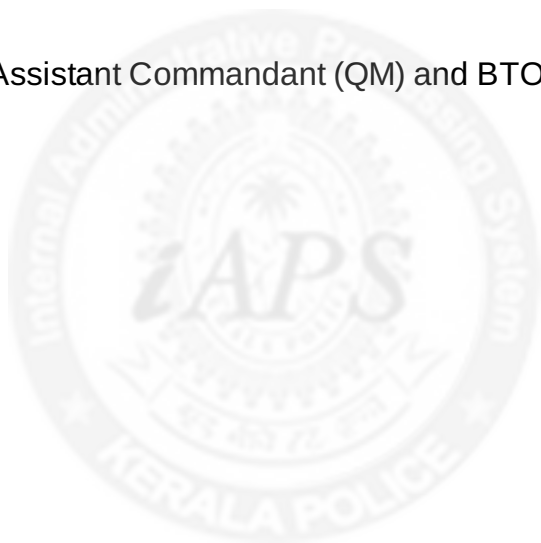 Assistant Commandant (QM) and BTO
Internal Administrative Processing System
iAPS
KERALA POLICE